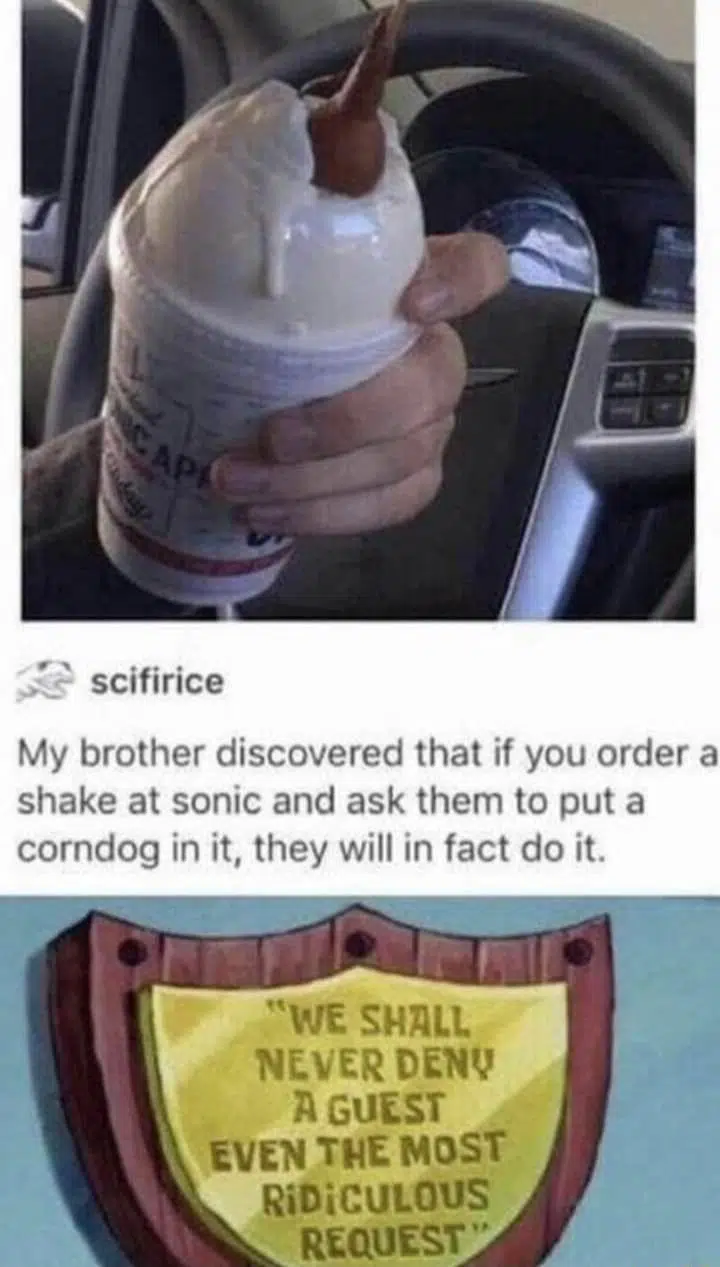 scifirice
My brother discovered that if you order a
shake at sonic and ask them to put a
corndog in it, they will in fact do it.
"WE SHALL
NEVER DENY
A GUEST
EVEN THE MOST
RiDiCULOUS
REQUEST"